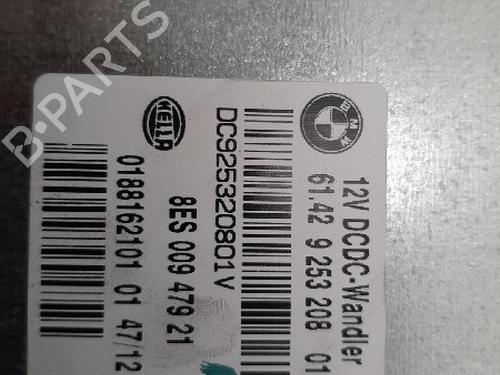 B-PARTS
BMW
12V DCDC-Wandler
61.42 9 253 208 01
DC925320801V
HELLA
8ES 009 479 21
0188162101 01 47/12